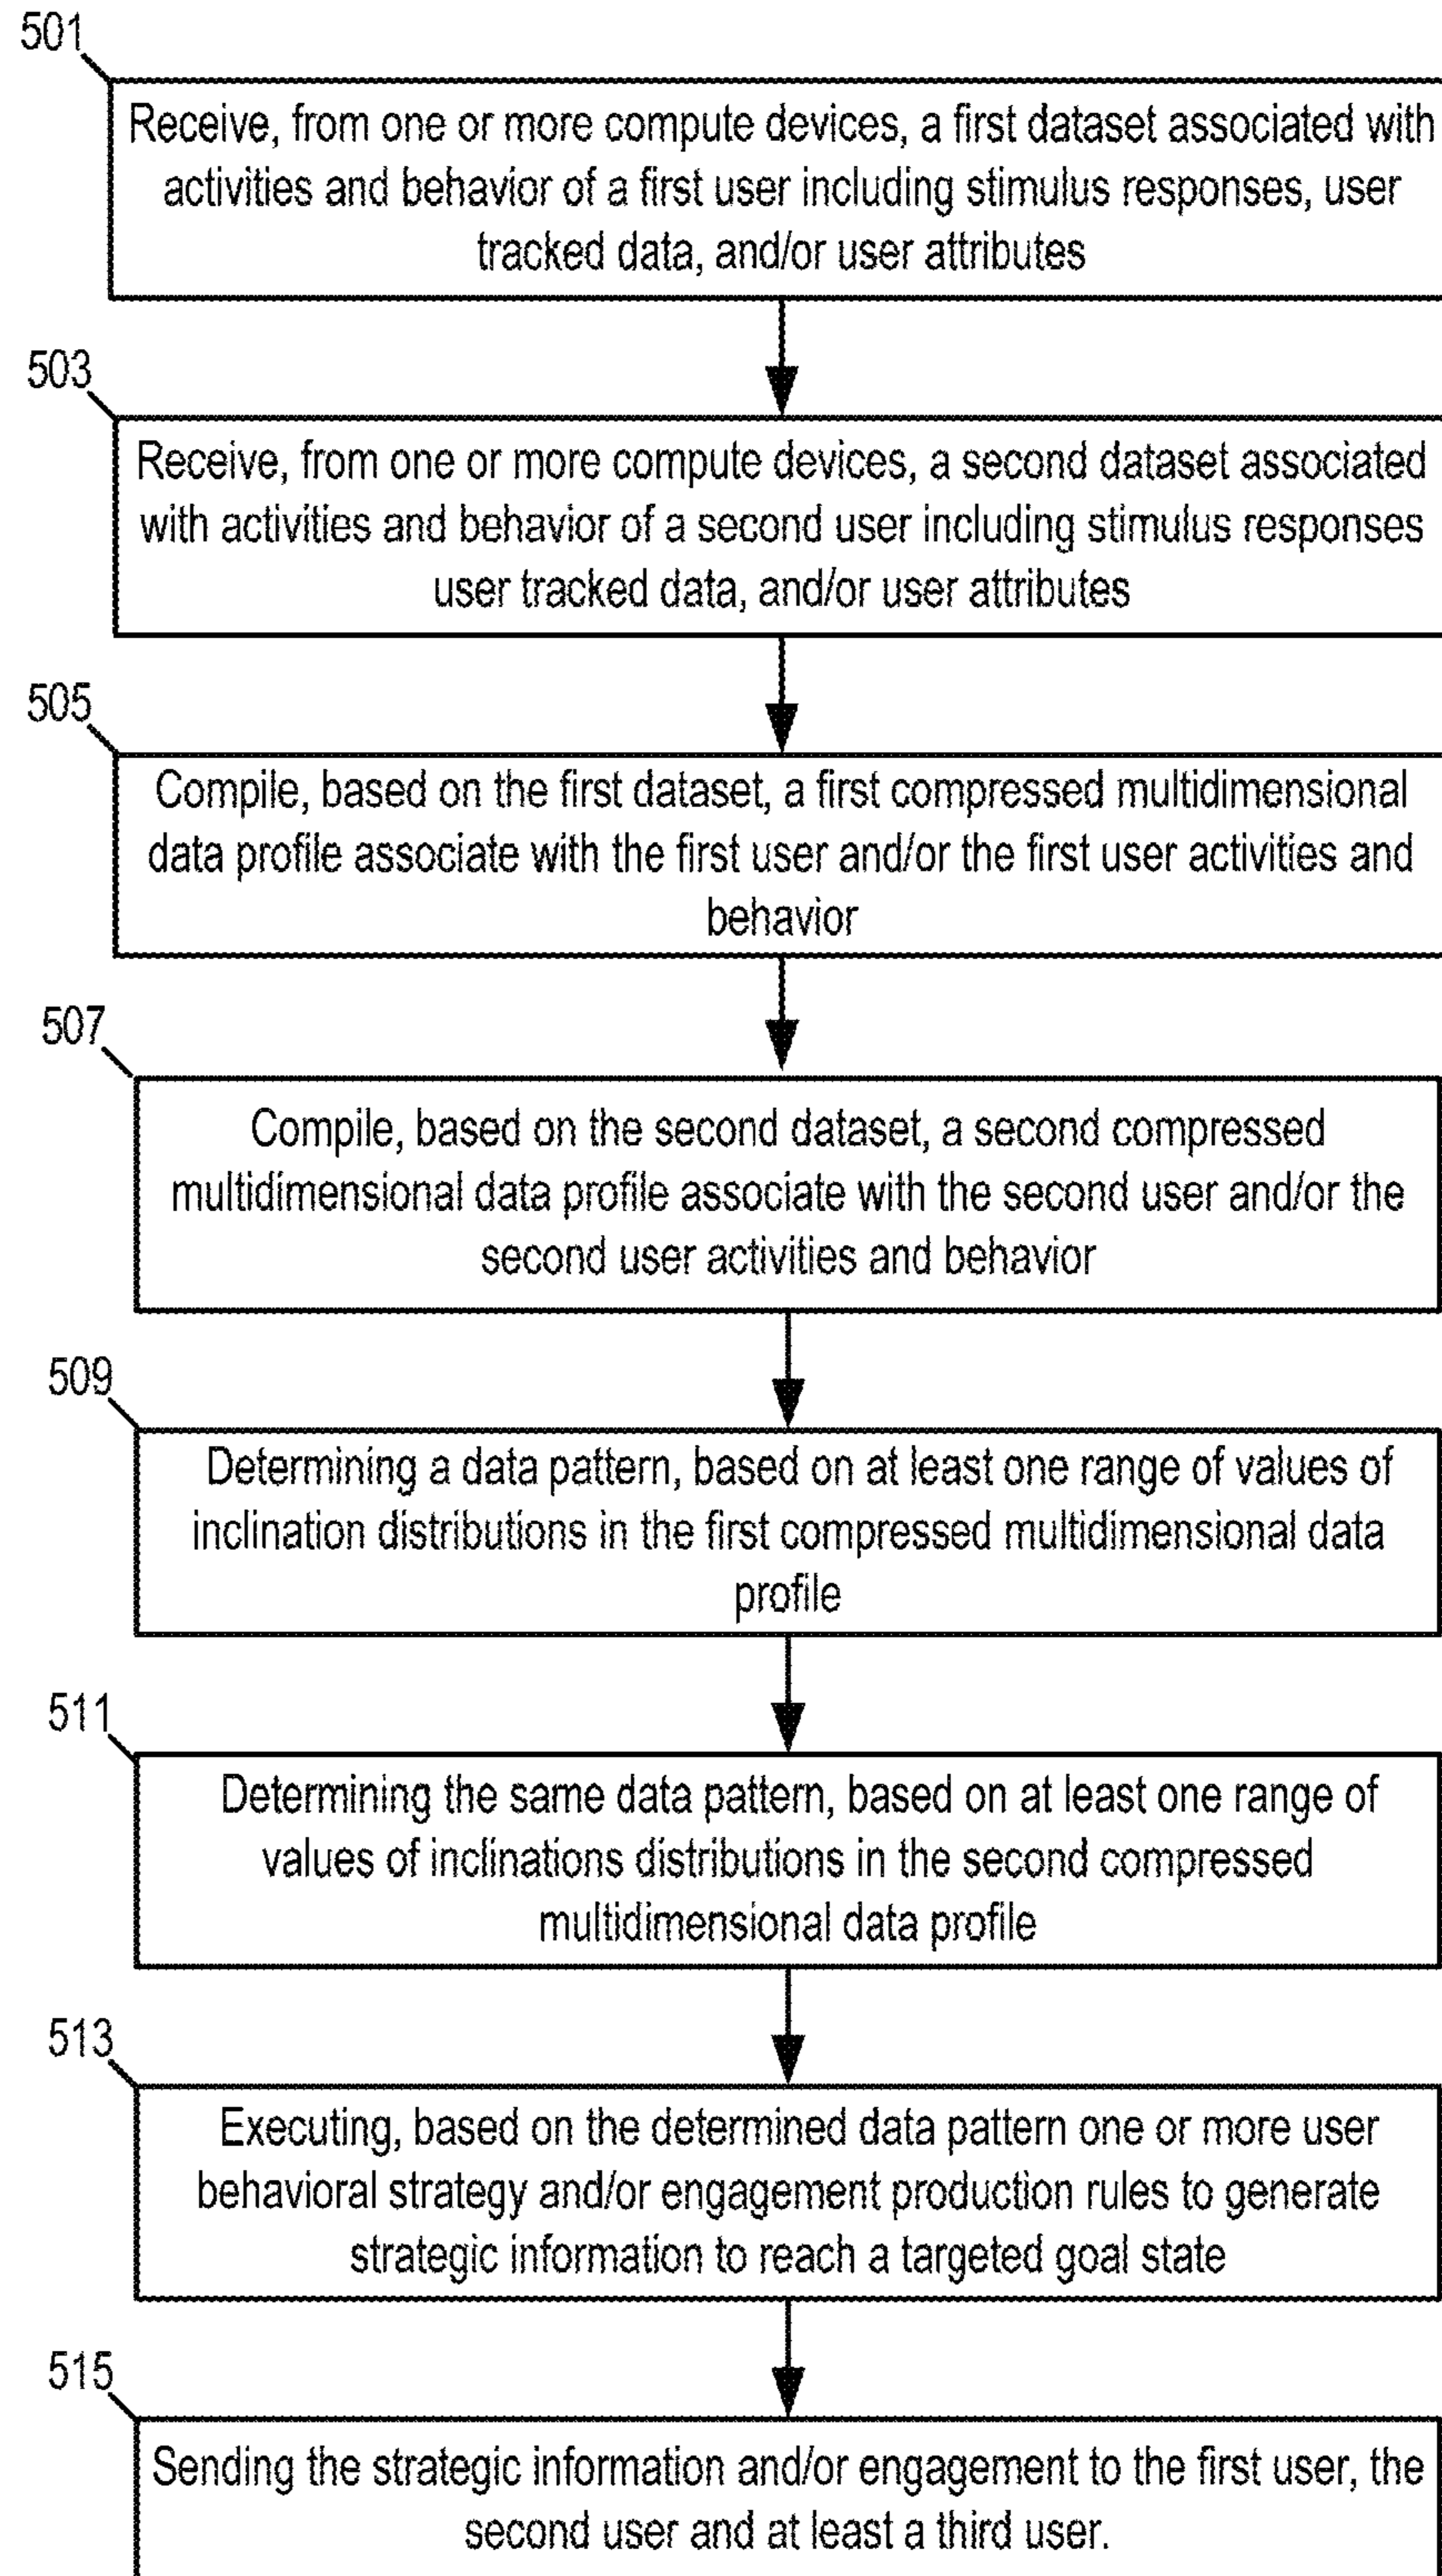 501
Receive, from one or more compute devices, a first dataset associated with
activities and behavior of a first user including stimulus responses, user
tracked data, and/or user attributes
503
Receive, from one or more compute devices, a second dataset associated
with activities and behavior of a second user including stimulus responses
user tracked data, and/or user attributes
505
Compile, based on the first dataset, a first compressed multidimensional
data profile associate with the first user and/or the first user activities and
behavior
507
Compile, based on the second dataset, a second compressed
multidimensional data profile associate with the second user and/or the
second user activities and behavior
509
Determining a data pattern, based on at least one range of values of
inclination distributions in the first compressed multidimensional data
profile
511
Determining the same data pattern, based on at least one range of
values of inclinations distributions in the second compressed
multidimensional data profile
513
Executing, based on the determined data pattern one or more user
behavioral strategy and/or engagement production rules to generate
strategic information to reach a targeted goal state
515
Sending the strategic information and/or engagement to the first user, the
second user and at least a third user.